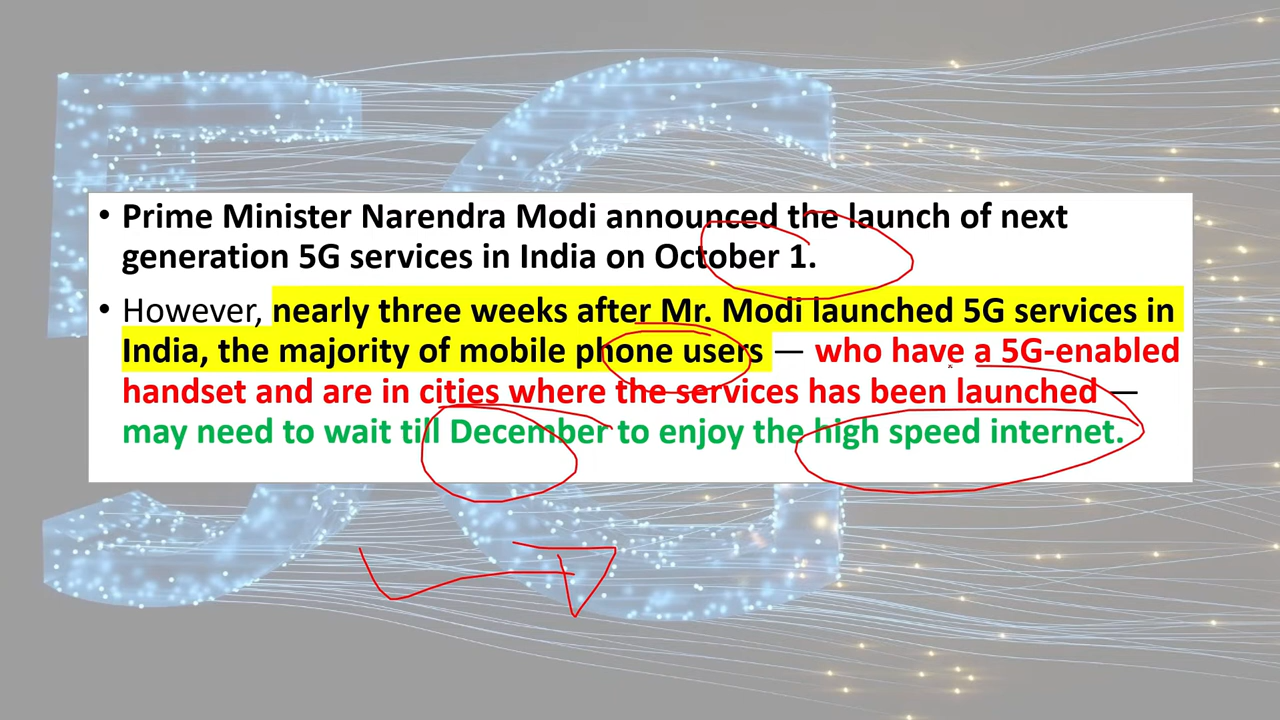 • Prime Minister Narendra Modi announced the launch of next
generation 5G services in India on October 1.
• However, nearly three weeks after Mr. Modi launched 5G services in
India, the majority of mobile phone users — who have a 5G-enabled
handset and are in cities where the services has been launched —
may need to wait till December to enjoy the high speed internet.
5G